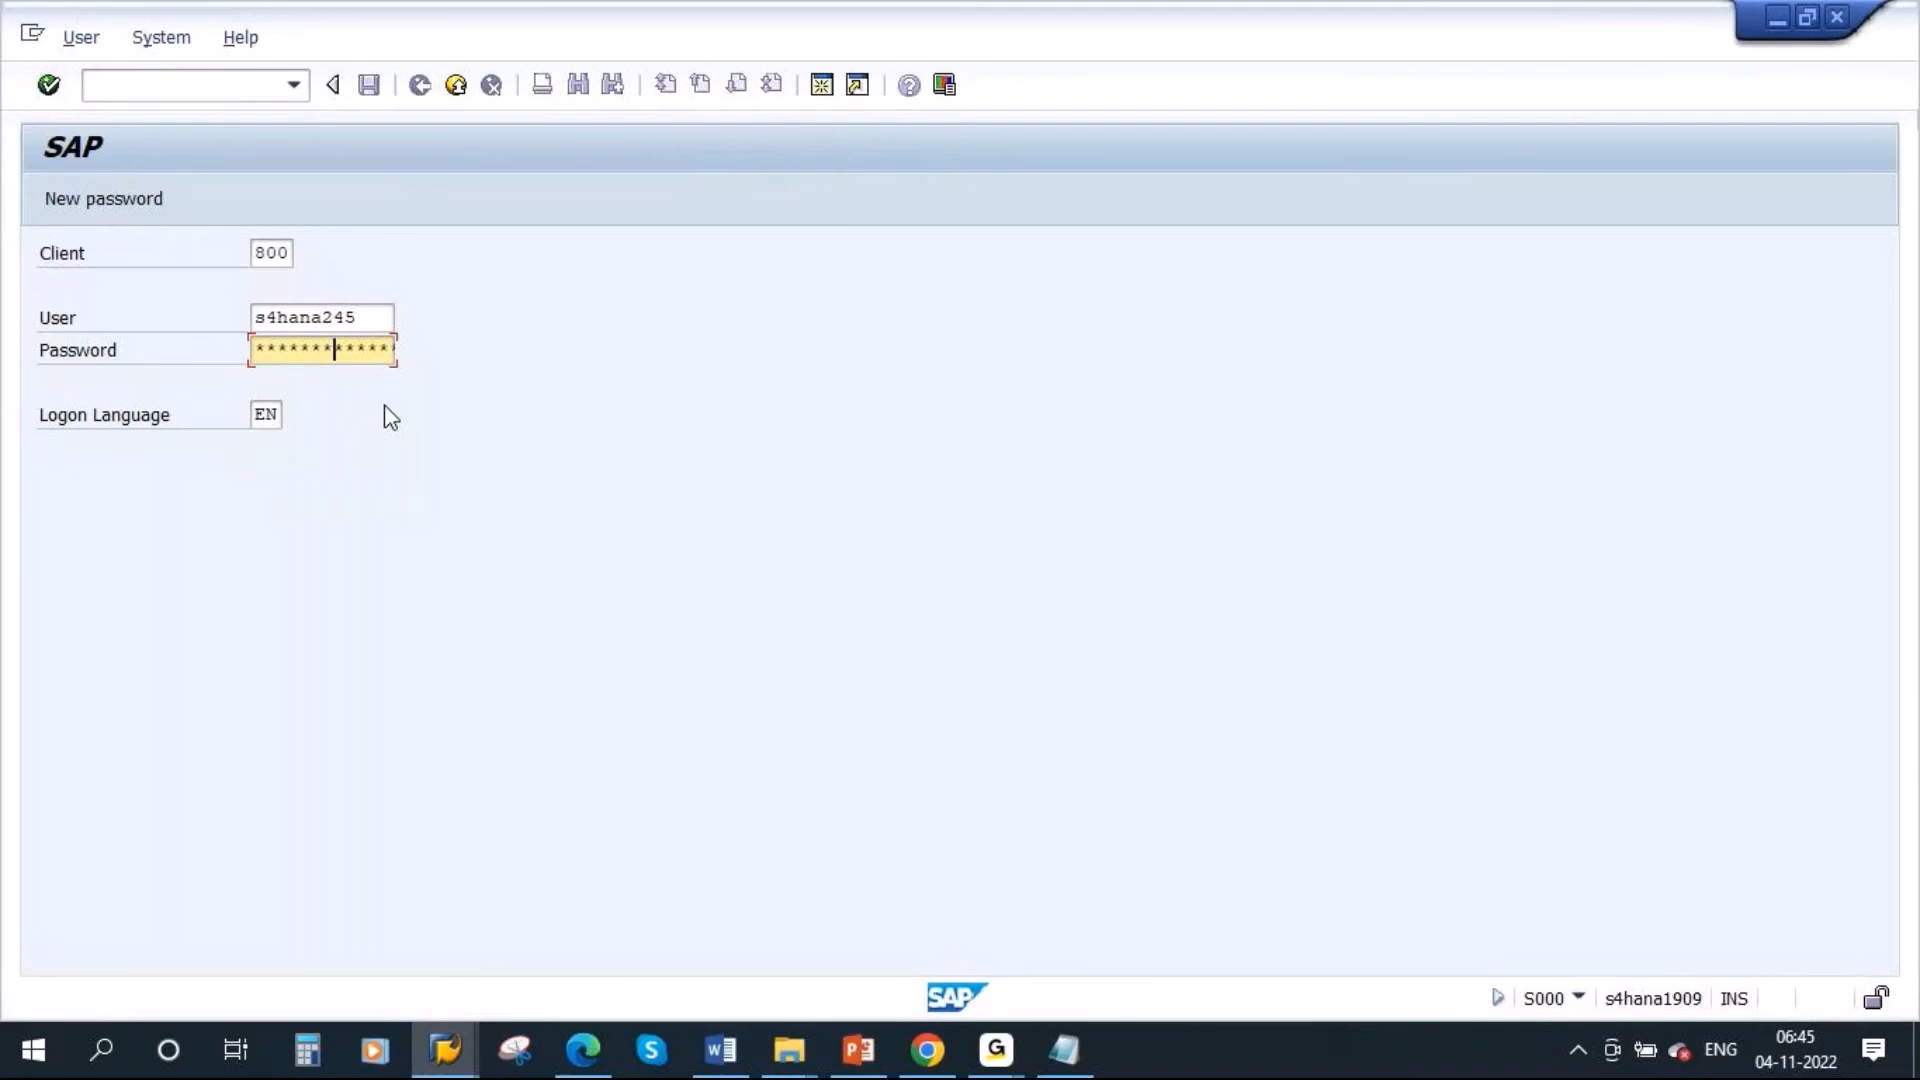 User System Help
SAP
New password
Client 800
User s4hana245
Password ************
Logon Language EN
SAP
S000 s4hana1909 INS
S W P G ENG
06:45
04-11-2022